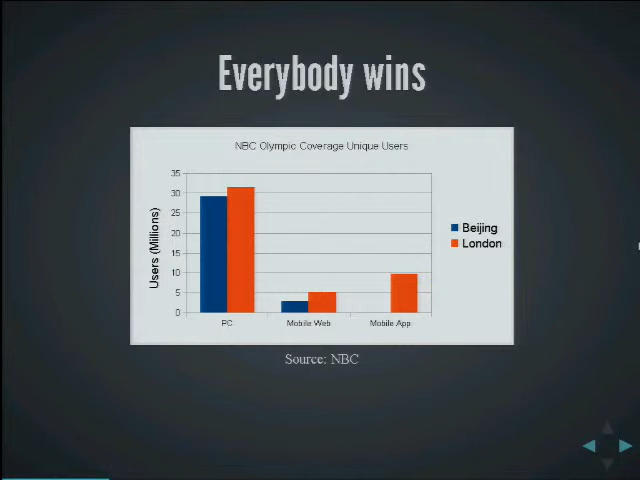 Everybody wins
NBC Olympic Coverage Unique Users
35
30
25
20
15
10
5
0
Users (Millions)
PC
Mobile Web
Mobile App
Beijing
London
Source: NBC